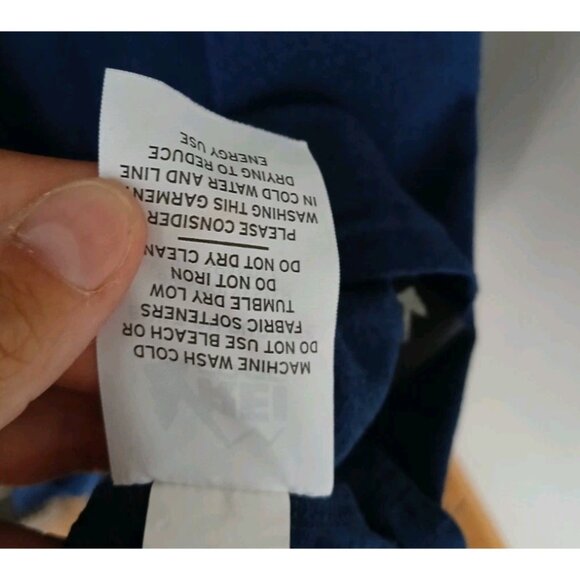 MACHINE WASH COLD
DO NOT USE BLEACH OR
FABRIC SOFTENERS
TUMBLE DRY LOW
DO NOT IRON
DO NOT DRY CLEAN
PLEASE CONSIDER
WASHING THIS GARMENT
IN COLD WATER AND LINE
DRYING TO REDUCE
ENERGY USE